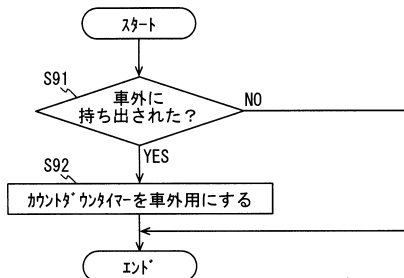 ｽﾀｰﾄ
S91
車外に
持ち出された？
NO
YES
S92
ｶｳﾝﾄﾀﾞｳﾝﾀｲﾏｰを車外用にする
ｴﾝﾄﾞ